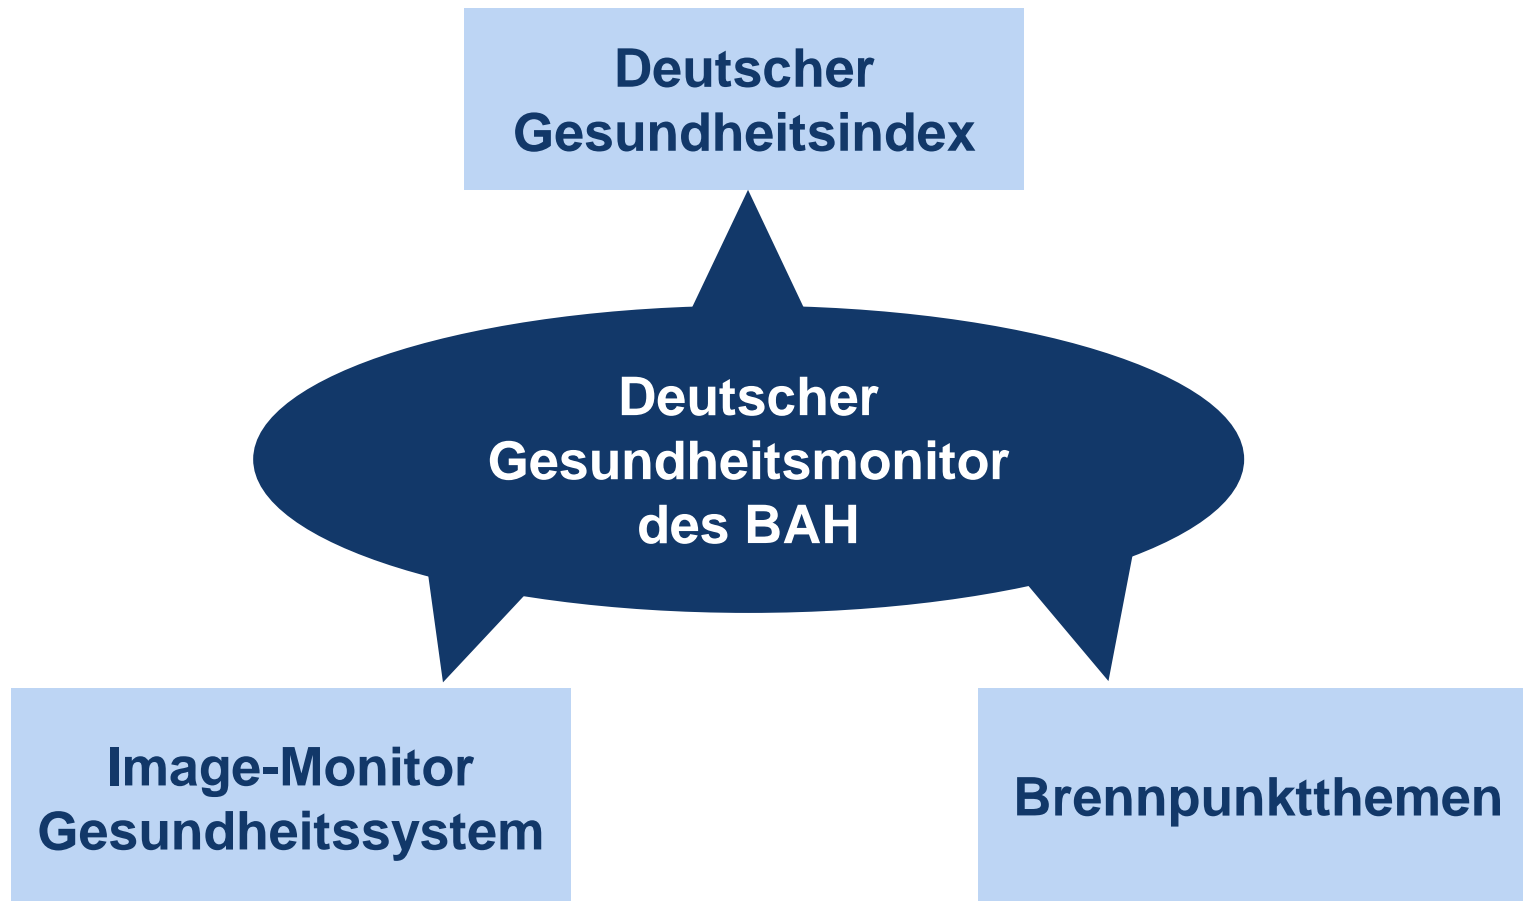 Deutscher
Gesundheitsindex
Deutscher
Gesundheitsmonitor
des BAH
Image-Monitor
Gesundheitssystem
Brennpunktthemen